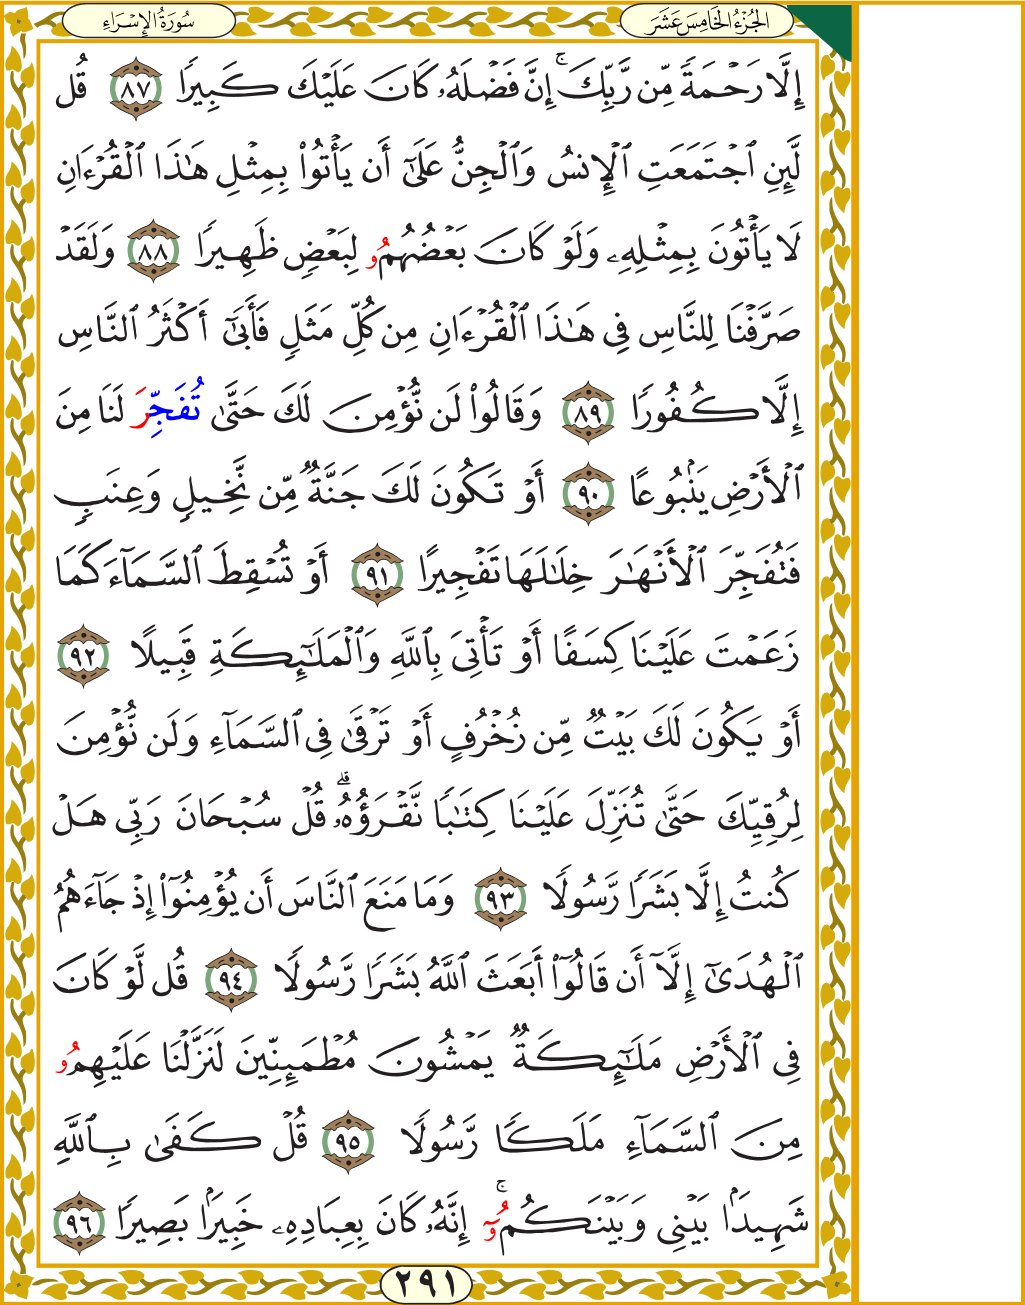 الجُزْءُ الخَامِسَ عَشَرَ
سُورَةُ الإِسْرَاءِ
إِلَّا رَحۡمَةٗ مِّن رَّبِّكَۚ إِنَّ فَضۡلَهُۥ كَانَ عَلَيۡكَ كَبِيرٗا ٨٧ قُل
لَّئِنِ ٱجۡتَمَعَتِ ٱلۡإِنسُ وَٱلۡجِنُّ عَلَىٰٓ أَن يَأۡتُواْ بِمِثۡلِ هَٰذَا ٱلۡقُرۡءَانِ
لَا يَأۡتُونَ بِمِثۡلِهِۦ وَلَوۡ كَانَ بَعۡضُهُمُۥ لِبَعۡضٖ ظَهِيرٗا ٨٨ وَلَقَدۡ
صَرَّفۡنَا لِلنَّاسِ فِي هَٰذَا ٱلۡقُرۡءَانِ مِن كُلِّ مَثَلٖ فَأَبَىٰٓ أَكۡثَرُ ٱلنَّاسِ
إِلَّا كُفُورٗا ٨٩ وَقَالُواْ لَن نُّؤۡمِنَ لَكَ حَتَّىٰ تُفَجِّرَ لَنَا مِنَ
ٱلۡأَرۡضِ يَنۢبُوعًا ٩٠ أَوۡ تَكُونَ لَكَ جَنَّةٞ مِّن نَّخِيلٖ وَعِنَبٖ
فَتُفَجِّرَ ٱلۡأَنۡهَٰرَ خِلَٰلَهَا تَفۡجِيرًا ٩١ أَوۡ تُسۡقِطَ ٱلسَّمَآءَ كَمَا
زَعَمۡتَ عَلَيۡنَا كِسَفًا أَوۡ تَأۡتِيَ بِٱللَّهِ وَٱلۡمَلَٰٓئِكَةِ قَبِيلًا ٩٢
أَوۡ يَكُونَ لَكَ بَيۡتٞ مِّن زُخۡرُفٍ أَوۡ تَرۡقَىٰ فِي ٱلسَّمَآءِ وَلَن نُّؤۡمِنَ
لِرُقِيِّكَ حَتَّىٰ تُنَزِّلَ عَلَيۡنَا كِتَٰبٗا نَّقۡرَؤُهُۥۗ قُلۡ سُبۡحَانَ رَبِّي هَلۡ
كُنتُ إِلَّا بَشَرٗا رَّسُولٗا ٩٣ وَمَا مَنَعَ ٱلنَّاسَ أَن يُؤۡمِنُوٓاْ إِذۡ جَآءَهُمُ
ٱلۡهُدَىٰٓ إِلَّآ أَن قَالُوٓاْ أَبَعَثَ ٱللَّهُ بَشَرٗا رَّسُولٗا ٩٤ قُل لَّوۡ كَانَ
فِي ٱلۡأَرۡضِ مَلَٰٓئِكَةٞ يَمۡشُونَ مُطۡمَئِنِّينَ لَنَزَّلۡنَا عَلَيۡهِمُۥ
مِنَ ٱلسَّمَآءِ مَلَكٗا رَّسُولٗا ٩٥ قُلۡ كَفَىٰ بِٱللَّهِ
شَهِيدَۢا بَيۡنِي وَبَيۡنَكُمُۥٓۚ إِنَّهُۥ كَانَ بِعِبَادِهِۦ خَبِيرَۢا بَصِيرٗا ٩٦
٢٩١